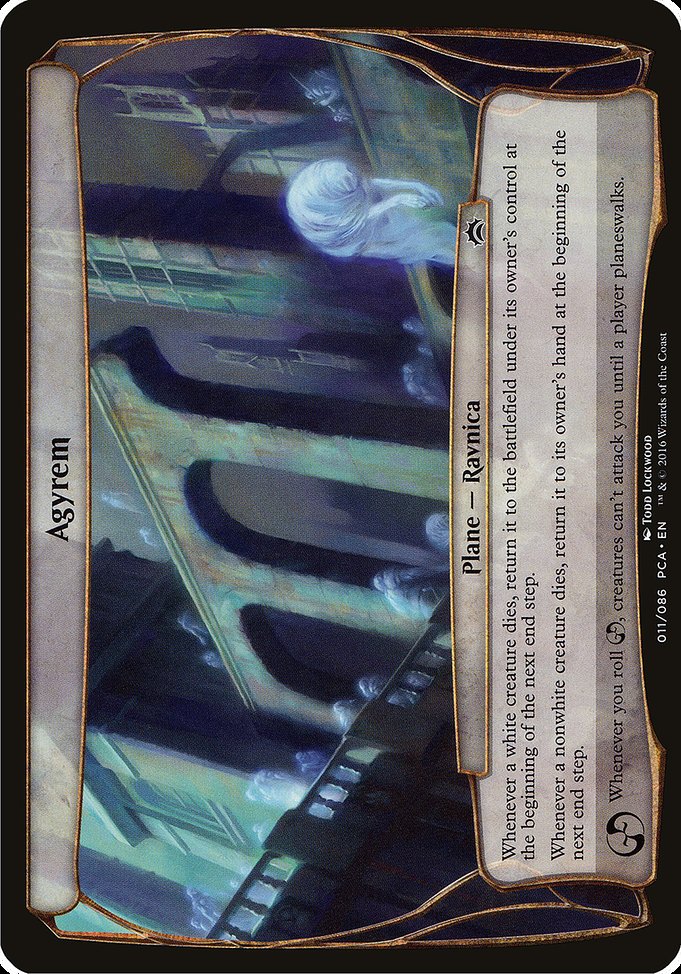 Agyrem
Plane — Ravnica
Whenever a white creature dies, return it to the battlefield under its owner's control at
the beginning of the next end step.
Whenever a nonwhite creature dies, return it to its owner's hand at the beginning of the
next end step.
Whenever you roll , creatures can't attack you until a player planeswalks.
TODD LOCKWOOD
011/086 PCA • EN ™ & © 2016 Wizards of the Coast